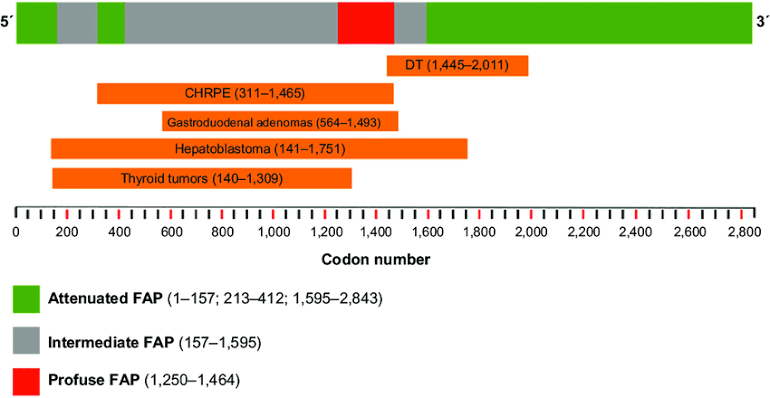 5´ 3´
DT (1,445–2,011)
CHRPE (311–1,465)
Gastroduodenal adenomas (564–1,493)
Hepatoblastoma (141–1,751)
Thyroid tumors (140–1,309)
0 200 400 600 800 1,000 1,200 1,400 1,600 1,800 2,000 2,200 2,400 2,600 2,800
Codon number
Attenuated FAP (1–157; 213–412; 1,595–2,843)
Intermediate FAP (157–1,595)
Profuse FAP (1,250–1,464)